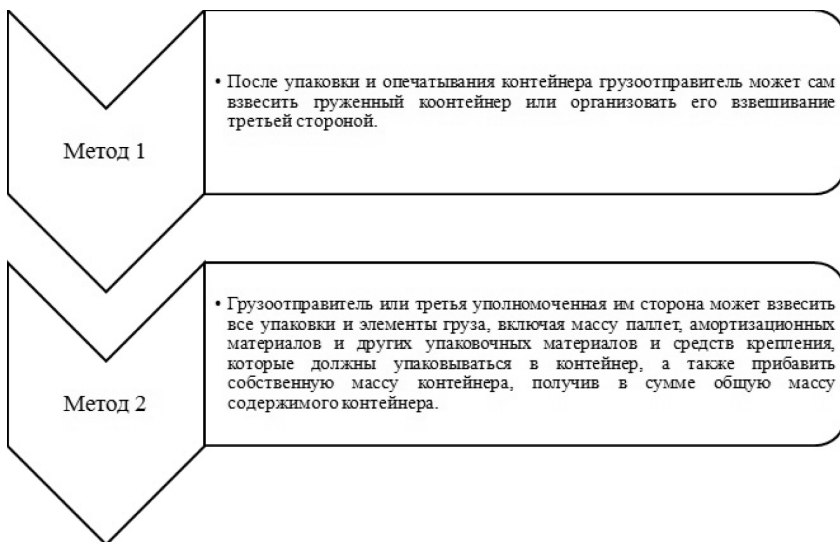 Метод 1
• После упаковки и опечатывания контейнера грузоотправитель может сам
взвесить груженный коонтейнер или организовать его взвешивание
третьей стороной.
Метод 2
• Грузоотправитель или третья уполномоченная им сторона может взвесить
все упаковки и элементы груза, включая массу паллет, амортизационных
материалов и других упаковочных материалов и средств крепления,
которые должны упаковываться в контейнер, а также прибавить
собственную массу контейнера, получив в сумме общую массу
содержимого контейнера.